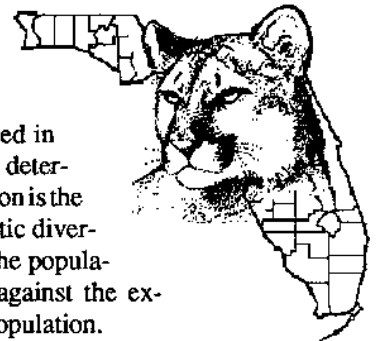 ed in
deter-
on is the
tic diver-
he popula-
against the ex-
opulation.